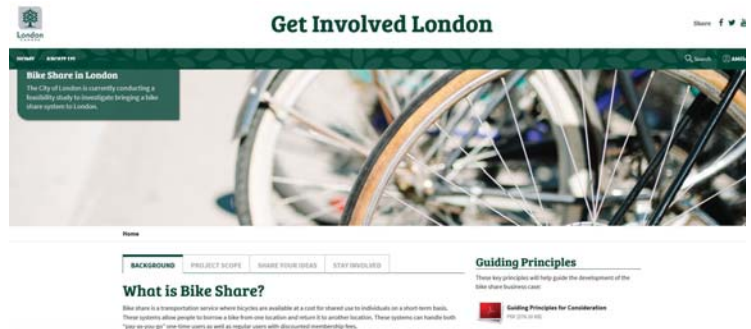 London
CANADA
Get Involved London
Share
HOME
ABOUT US
Search
Bike Share in London
The City of London is currently conducting a
feasibility study to investigate bringing a bike
share system to London.
Home
BACKGROUND
PROJECT SCOPE
SHARE YOUR IDEAS
STAY INVOLVED
What is Bike Share?
Bike share is a transportation service where bicycles are available at a cost for shared use to individuals on a short-term basis.
These systems allow people to borrow a bike from one location and return it to another location. These systems can handle both
"pay-as-you-go" one-time users as well as regular users with discounted membership fees.
Guiding Principles
These key principles will help guide the development of the
bike share business case:
Guiding Principles for Consideration